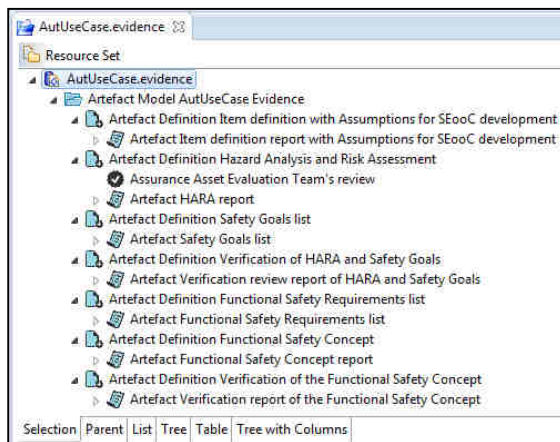 AutUseCase.evidence
Resource Set
AutUseCase.evidence
Artefact Model AutUseCase Evidence
Artefact Definition Item definition with Assumptions for SEooC development
Artefact Item definition report with Assumptions for SEooC development
Artefact Definition Hazard Analysis and Risk Assessment
Assurance Asset Evaluation Team's review
Artefact HARA report
Artefact Definition Safety Goals list
Artefact Safety Goals list
Artefact Definition Verification of HARA and Safety Goals
Artefact Verification review report of HARA and Safety Goals
Artefact Definition Functional Safety Requirements list
Artefact Functional Safety Requirements list
Artefact Definition Functional Safety Concept
Artefact Functional Safety Concept report
Artefact Definition Verification of the Functional Safety Concept
Artefact Verification report of the Functional Safety Concept
Selection Parent List Tree Table Tree with Columns